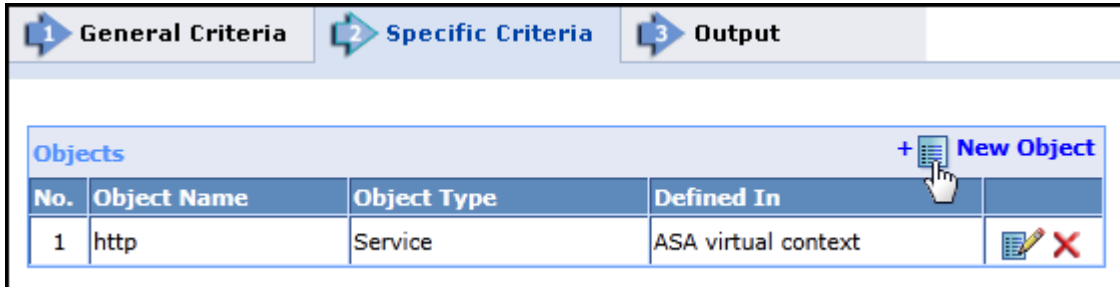 1 General Criteria 2 Specific Criteria 3 Output
Objects + New Object
No. Object Name Object Type Defined In
1 http Service ASA virtual context